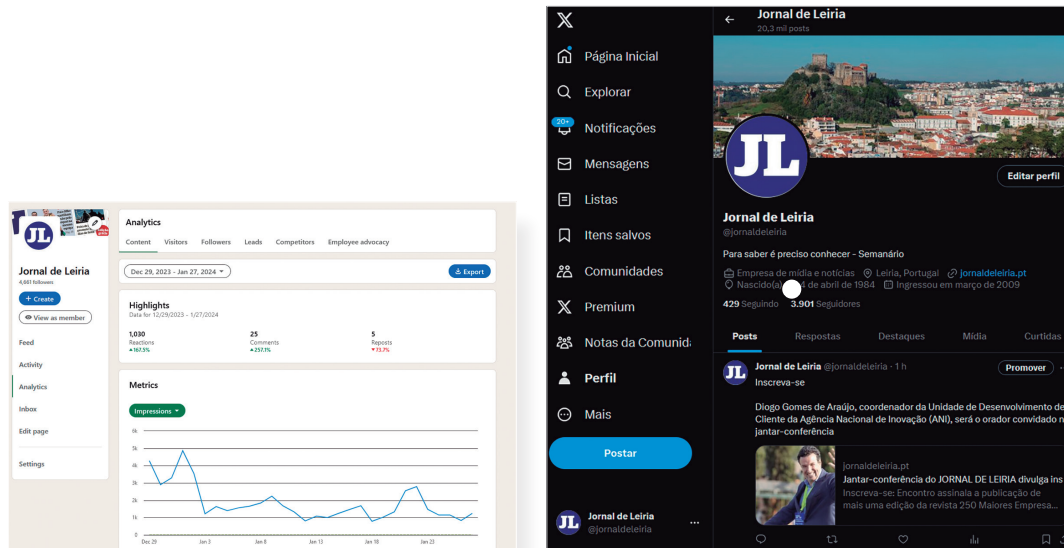 JL
Jornal de Leiria
4,661 followers
+ Create
View as member
Feed
Activity
Analytics
Inbox
Edit page
Settings
Analytics
Content Visitors Followers Leads Competitors Employee advocacy
Dec 29, 2023 - Jan 27, 2024
Export
Highlights
Data for 12/29/2023 - 1/27/2024
1,030 25 5
Reactions Comments Reposts
▲167.5% ▲257.1% ▼73.7%
Metrics
Impressions
6k
5k
4k
3k
2k
1k
0
Dec 29 Jan 3 Jan 8 Jan 13 Jan 18 Jan 23
X
Página Inicial
Explorar
20+
Notificações
Mensagens
Listas
Itens salvos
Comunidades
Premium
Notas da Comunid
Perfil
Mais
Postar
JL
Jornal de Leiria
@jornaldeleiria
Jornal de Leiria
20,3 mil posts
JL
Editar perfil
Jornal de Leiria
@jornaldeleiria
Para saber é preciso conhecer - Semanário
Empresa de mídia e notícias Leiria, Portugal jornaldeleiria.pt
Nascido(a) 4 de abril de 1984 Ingressou em março de 2009
429 Seguindo 3.901 Seguidores
Posts Respostas Destaques Mídia Curtidas
JL
Jornal de Leiria @jornaldeleiria · 1 h
Promover
Inscreva-se
Diogo Gomes de Araújo, coordenador da Unidade de Desenvolvimento de
Cliente da Agência Nacional de Inovação (ANI), será o orador convidado n
jantar-conferência
jornaldeleiria.pt
Jantar-conferência do JORNAL DE LEIRIA divulga ins
Inscreva-se: Encontro assinala a publicação de
mais uma edição da revista 250 Maiores Empresa...